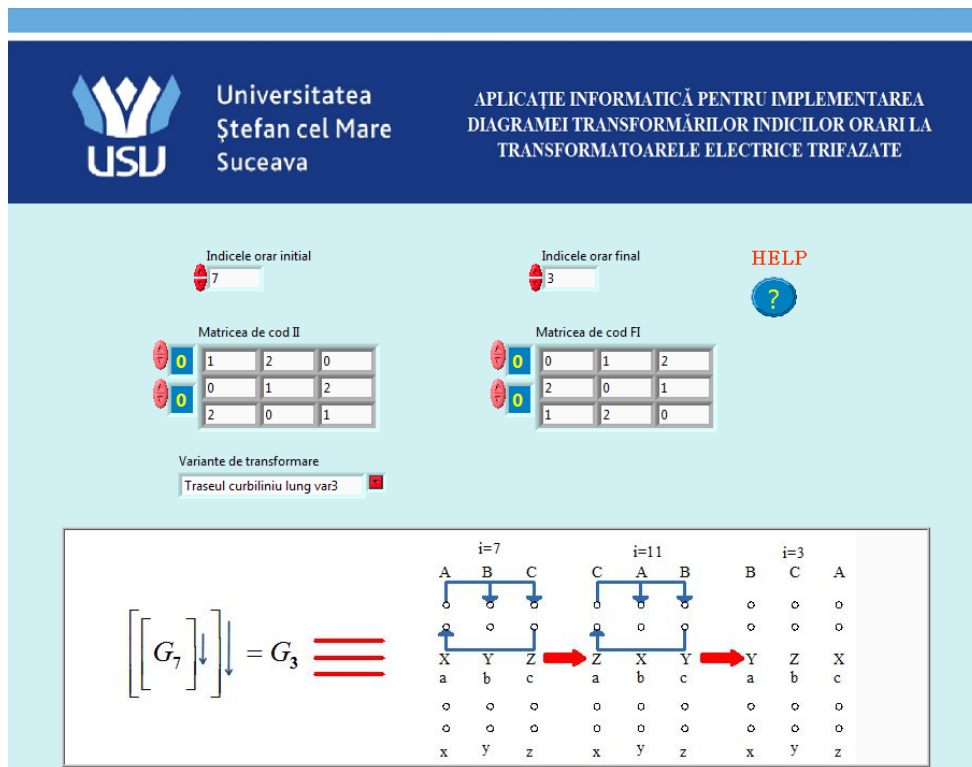 Universitatea
Ștefan cel Mare
Suceava
USU
APLICAȚIE INFORMATICĂ PENTRU IMPLEMENTAREA
DIAGRAMEI TRANSFORMĂRILOR INDICILOR ORARI LA
TRANSFORMATOARELE ELECTRICE TRIFAZATE
Indicele orar initial
7
Indicele orar final
3
HELP
?
Matricea de cod II
0
0
1 2 0
0 1 2
2 0 1
Matricea de cod FI
0
0
0 1 2
2 0 1
1 2 0
Variante de transformare
Traseul curbiliniu lung var3
[[G7]↓]↓ = G3
i=7 i=11 i=3
A B C C A B B C A
X Y Z Z X Y Y Z X
a b c a b c a b c
x y z x y z x y z